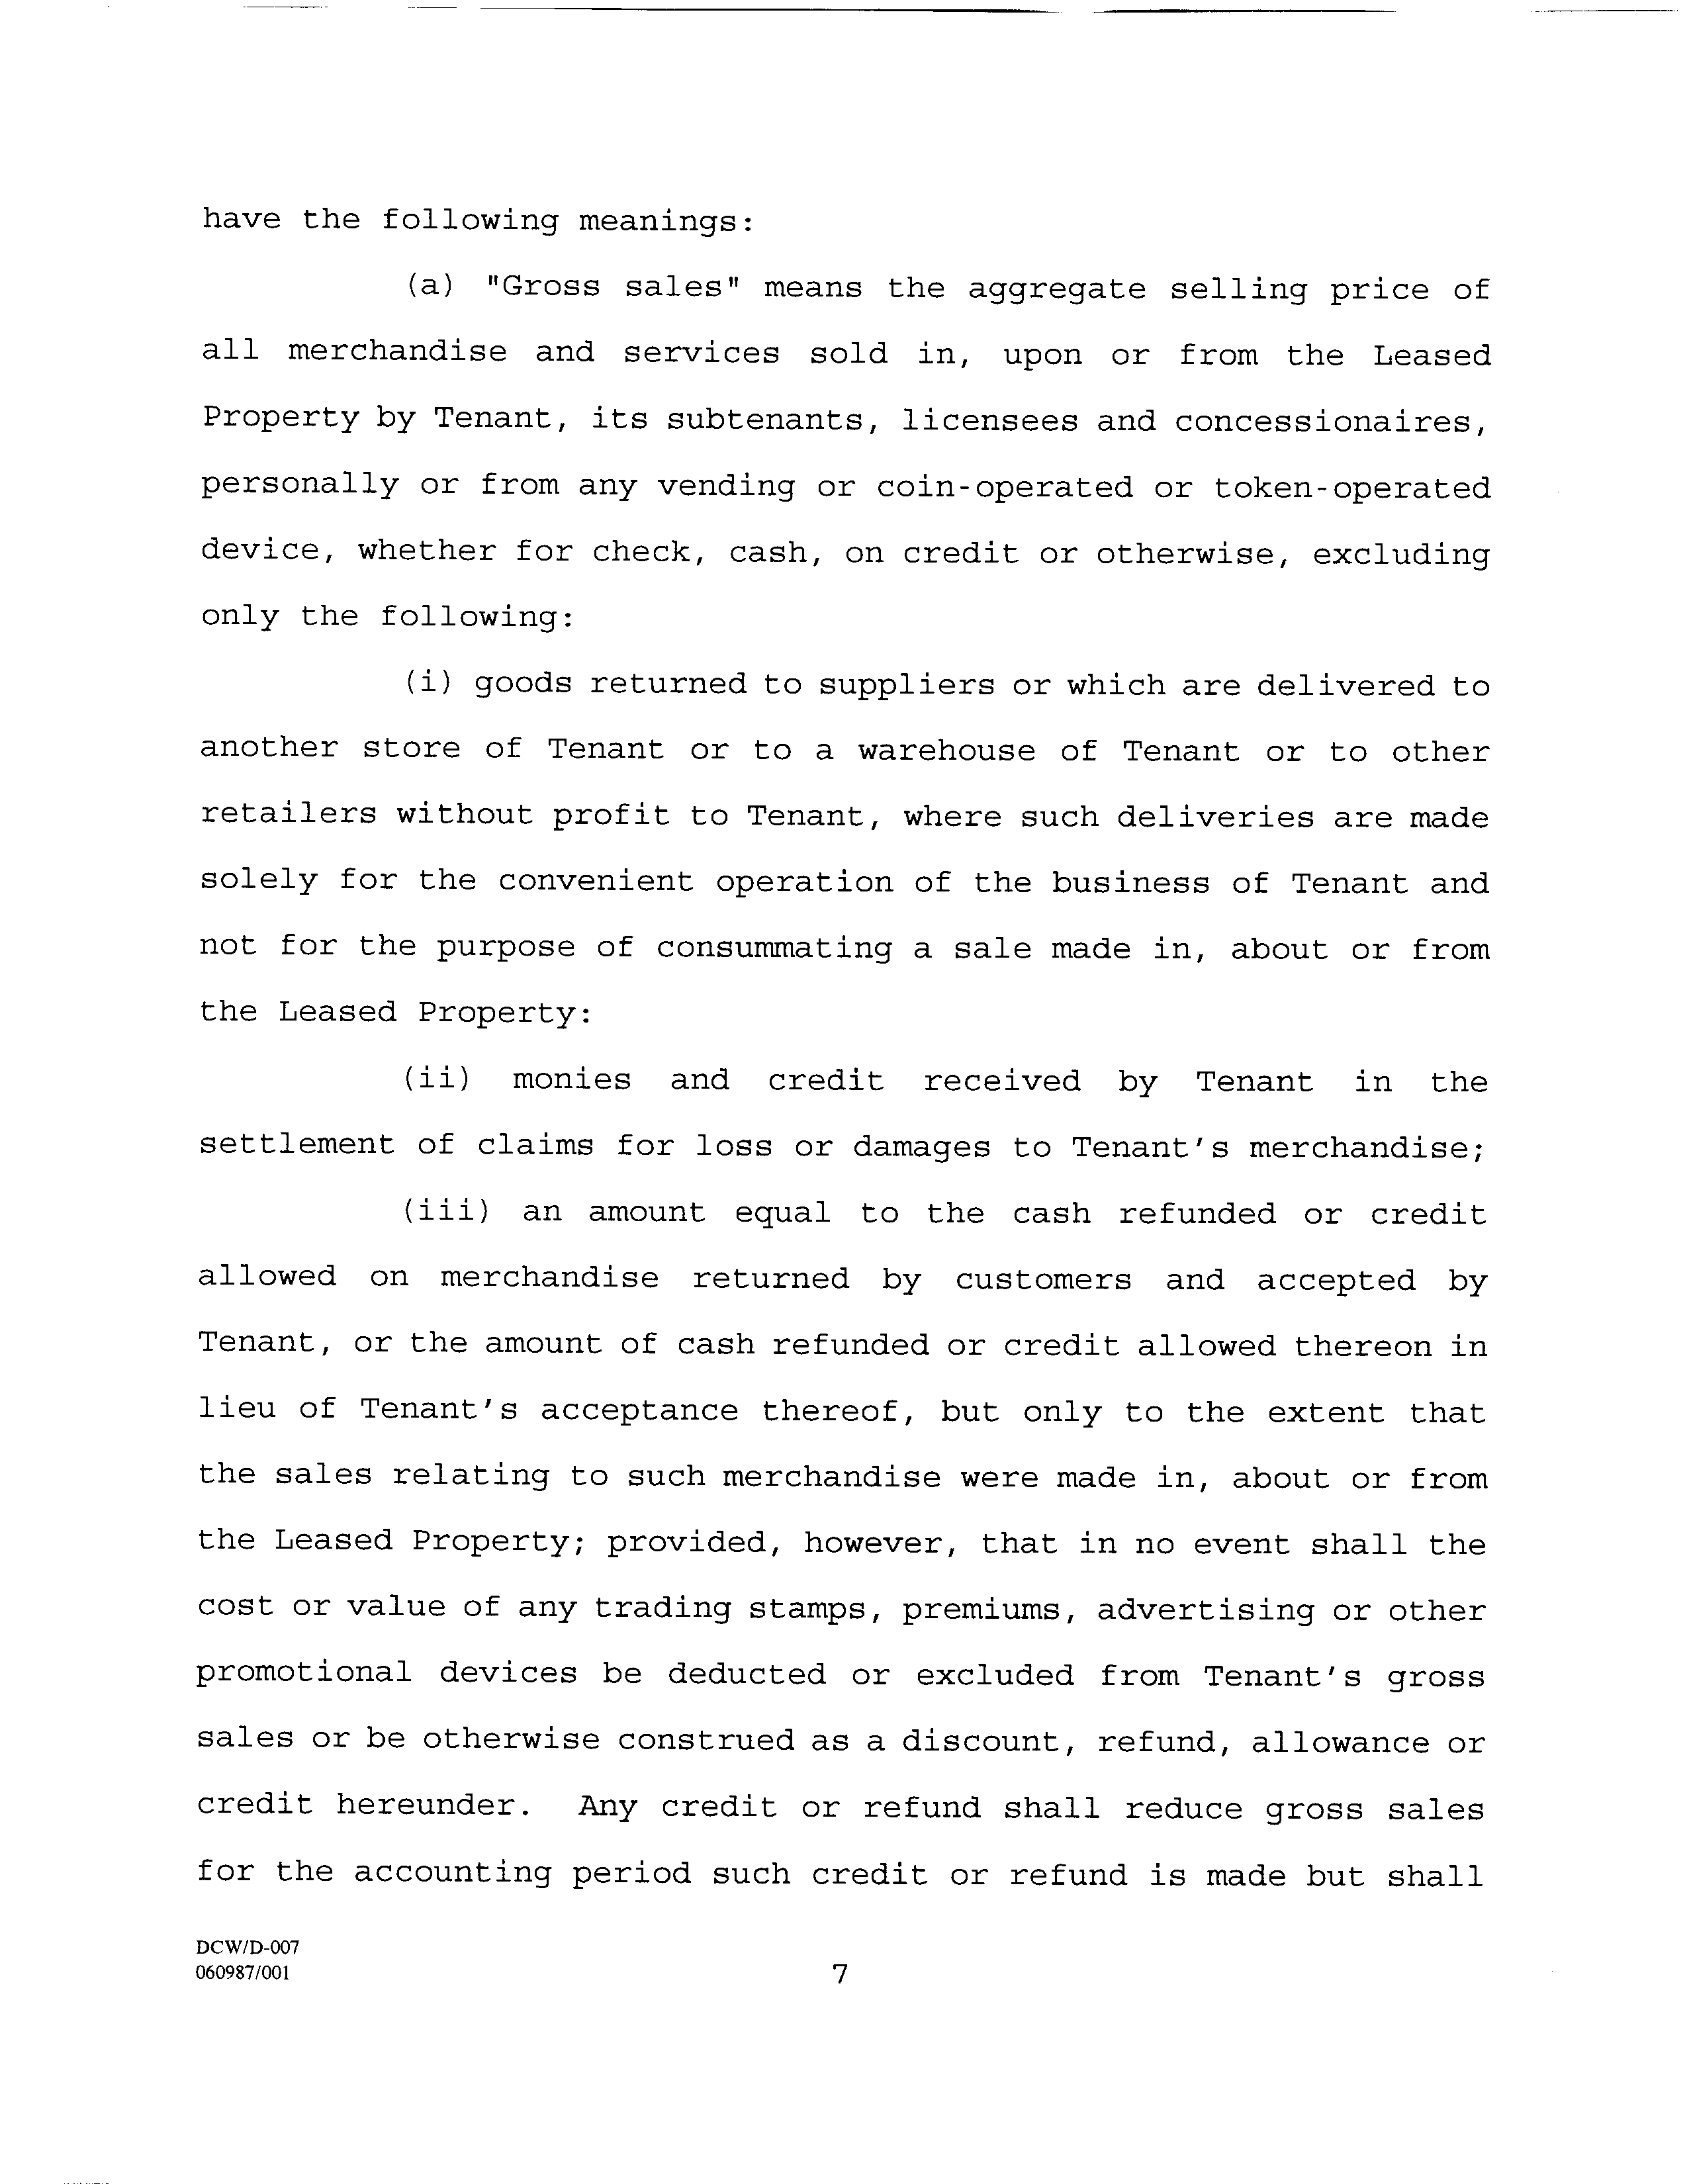 have the following meanings:
(a) "Gross sales" means the aggregate selling price of
all merchandise and services sold in, upon or from the Leased
Property by Tenant, its subtenants, licensees and concessionaires,
personally or from any vending or coin-operated or token-operated
device, whether for check, cash, on credit or otherwise, excluding
only the following:
(i) goods returned to suppliers or which are delivered to
another store of Tenant or to a warehouse of Tenant or to other
retailers without profit to Tenant, where such deliveries are made
solely for the convenient operation of the business of Tenant and
not for the purpose of consummating a sale made in, about or from
the Leased Property:
(ii) monies and credit received by Tenant in the
settlement of claims for loss or damages to Tenant's merchandise;
(iii) an amount equal to the cash refunded or credit
allowed on merchandise returned by customers and accepted by
Tenant, or the amount of cash refunded or credit allowed thereon in
lieu of Tenant's acceptance thereof, but only to the extent that
the sales relating to such merchandise were made in, about or from
the Leased Property; provided, however, that in no event shall the
cost or value of any trading stamps, premiums, advertising or other
promotional devices be deducted or excluded from Tenant's gross
sales or be otherwise construed as a discount, refund, allowance or
credit hereunder.  Any credit or refund shall reduce gross sales
for the accounting period such credit or refund is made but shall
DCW/D-007
060987/001
7